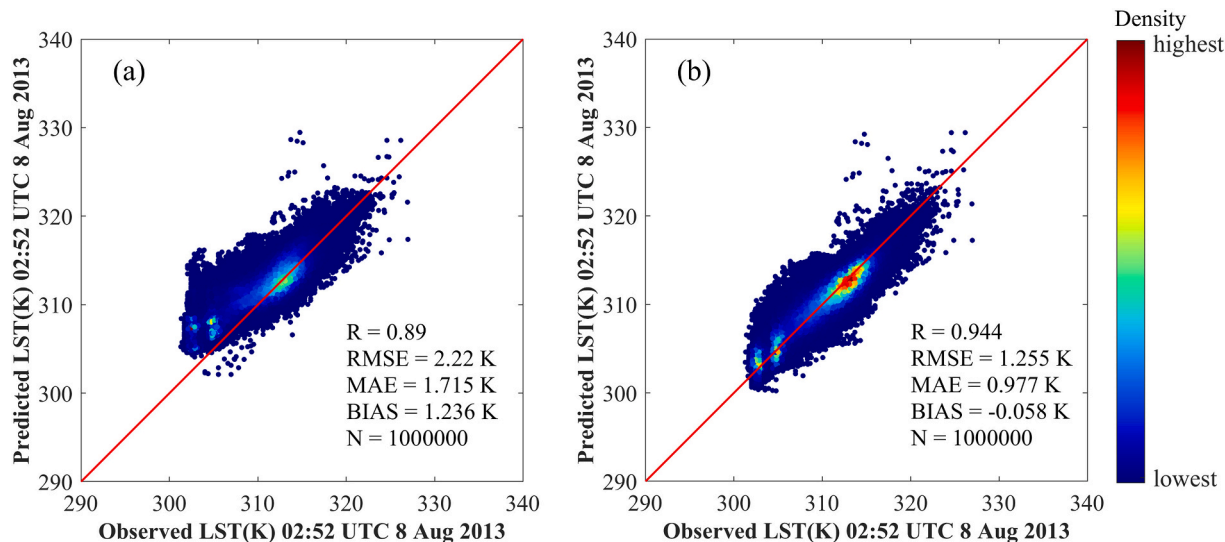 (a)
340
330
320
310
300
290
Predicted LST(K) 02:52 UTC 8 Aug 2013
R = 0.89
RMSE = 2.22 K
MAE = 1.715 K
BIAS = 1.236 K
N = 1000000
290 300 310 320 330 340
Observed LST(K) 02:52 UTC 8 Aug 2013
(b)
340
330
320
310
300
290
Predicted LST(K) 02:52 UTC 8 Aug 2013
R = 0.944
RMSE = 1.255 K
MAE = 0.977 K
BIAS = -0.058 K
N = 1000000
290 300 310 320 330 340
Observed LST(K) 02:52 UTC 8 Aug 2013
Density
highest
lowest